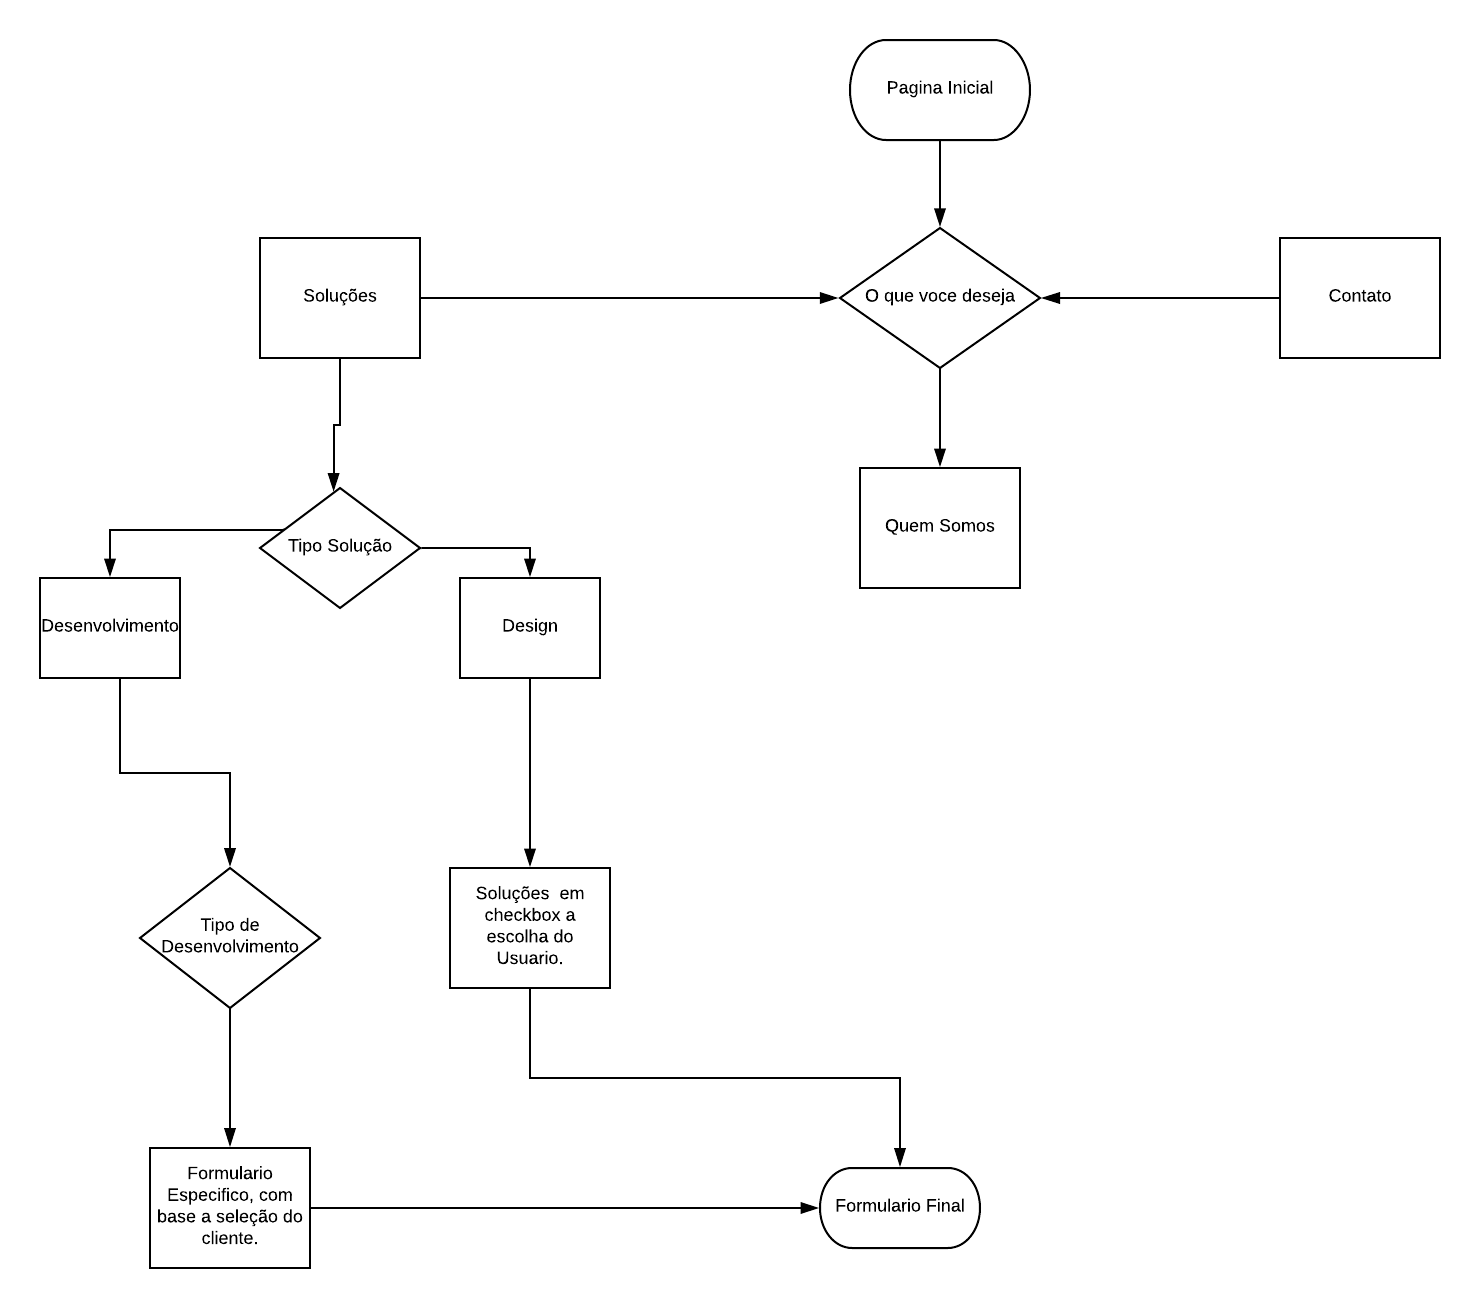 Pagina Inicial
Soluções
O que voce deseja
Contato
Quem Somos
Tipo Solução
Desenvolvimento
Design
Tipo de
Desenvolvimento
Soluções  em
checkbox a
escolha do
Usuario.
Formulario
Especifico, com
base a seleção do
cliente.
Formulario Final